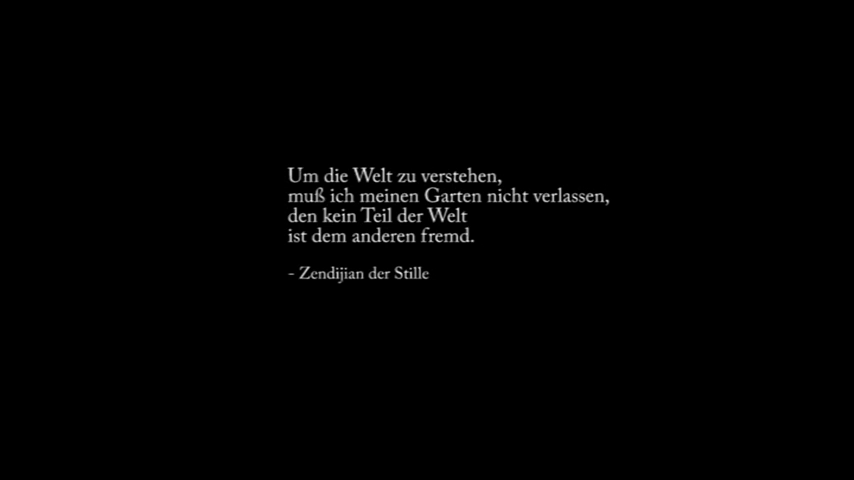 Um die Welt zu verstehen,
muß ich meinen Garten nicht verlassen,
den kein Teil der Welt
ist dem anderen fremd.
- Zendijian der Stille